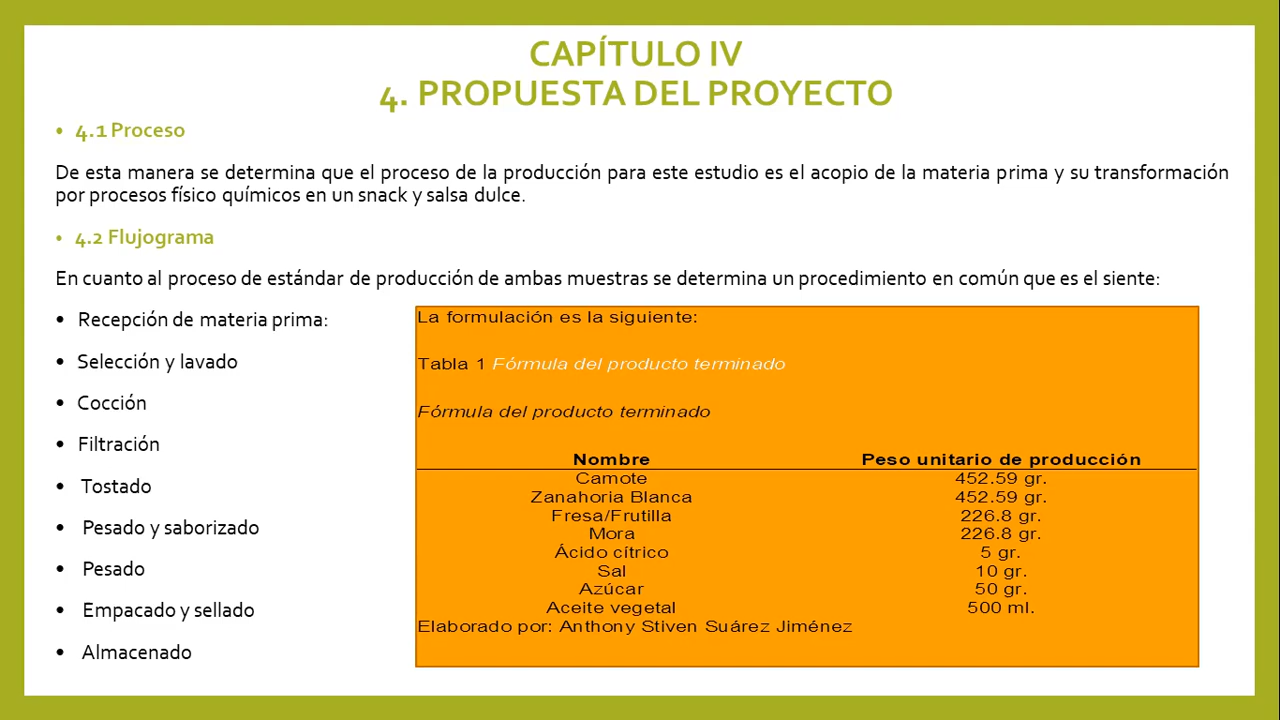 CAPÍTULO IV
4. PROPUESTA DEL PROYECTO
• 4.1 Proceso
De esta manera se determina que el proceso de la producción para este estudio es el acopio de la materia prima y su transformación
por procesos físico químicos en un snack y salsa dulce.
• 4.2 Flujograma
En cuanto al proceso de estándar de producción de ambas muestras se determina un procedimiento en común que es el siente:
• Recepción de materia prima:
• Selección y lavado
• Cocción
• Filtración
• Tostado
• Pesado y saborizado
• Pesado
• Empacado y sellado
• Almacenado
La formulación es la siguiente:
Tabla 1 Fórmula del producto terminado
Fórmula del producto terminado
Nombre Peso unitario de producción
Camote 452.59 gr.
Zanahoria Blanca 452.59 gr.
Fresa/Frutilla 226.8 gr.
Mora 226.8 gr.
Ácido cítrico 5 gr.
Sal 10 gr.
Azúcar 50 gr.
Aceite vegetal 500 ml.
Elaborado por: Anthony Stiven Suárez Jiménez